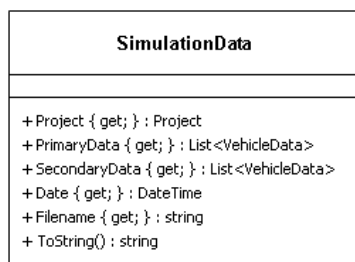 SimulationData
+ Project { get; } : Project
+ PrimaryData { get; } : List<VehicleData>
+ SecondaryData { get; } : List<VehicleData>
+ Date { get; } : DateTime
+ Filename { get; } : string
+ ToString() : string